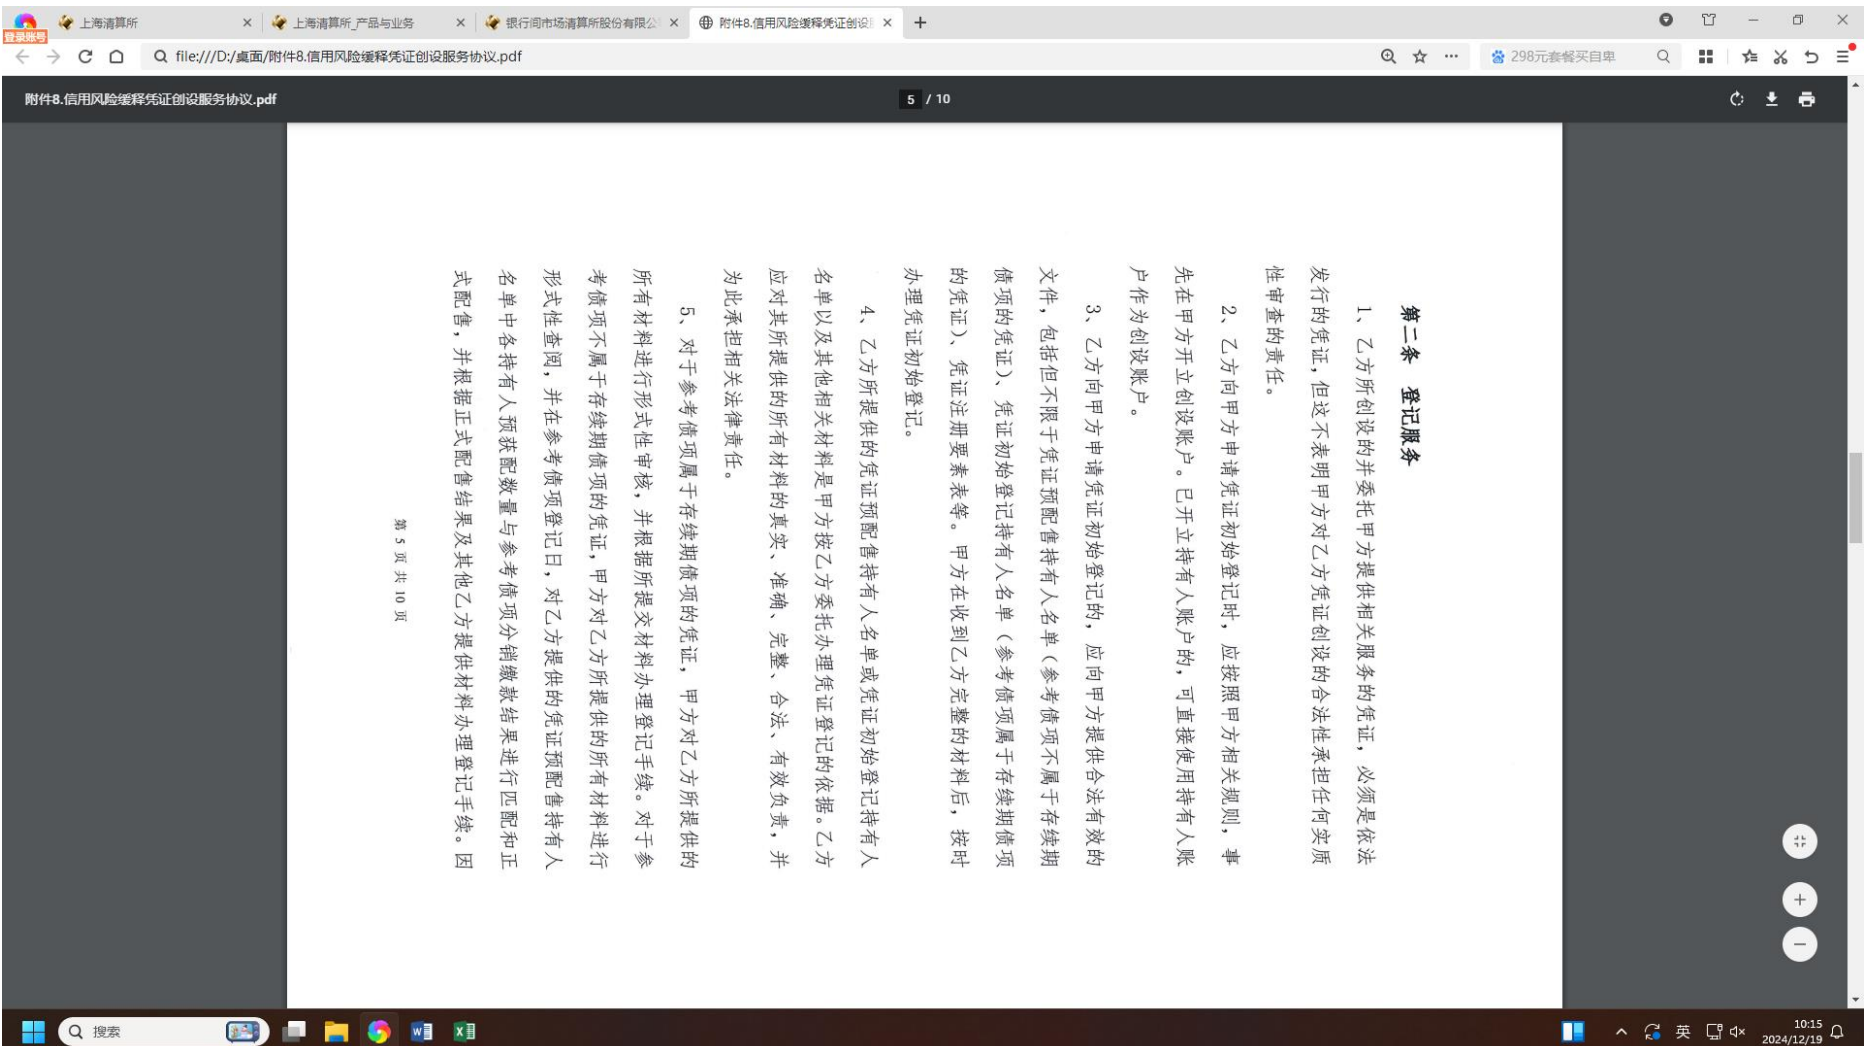 登录账号
上海清算所
上海清算所_产品与业务
银行间市场清算所股份有限公
附件8.信用风险缓释凭证创设
file:///D:/桌面/附件8.信用风险缓释凭证创设服务协议.pdf
298元套餐买自卑
附件8.信用风险缓释凭证创设服务协议.pdf
5 / 10
第二条 登记服务
1、乙方所创设的并委托甲方提供相关服务的凭证，必须是依法
发行的凭证，但这不表明甲方对乙方凭证创设的合法性承担任何实质
性审查的责任。
2、乙方向甲方申请凭证初始登记时，应按照甲方相关规则，事
先在甲方开立创设账户。已开立持有人账户的，可直接使用持有人账
户作为创设账户。
3、乙方向甲方申请凭证初始登记的，应向甲方提供合法有效的
文件，包括但不限于凭证预配售持有人名单（参考债项不属于存续期
债项的凭证）、凭证初始登记持有人名单（参考债项属于存续期债项
的凭证）、凭证注册要素表等。甲方在收到乙方完整的材料后，按时
办理凭证初始登记。
4、乙方所提供的凭证预配售持有人名单或凭证初始登记持有人
名单以及其他相关材料是甲方按乙方委托办理凭证登记的依据。乙方
应对其所提供的所有材料的真实、准确、完整、合法、有效负责，并
为此承担相关法律责任。
5、对于参考债项属于存续期债项的凭证，甲方对乙方所提供的
所有材料进行形式性审核，并根据所提交材料办理登记手续。对于参
考债项不属于存续期债项的凭证，甲方对乙方所提供的所有材料进行
形式性查阅，并在参考债项登记日，对乙方提供的凭证预配售持有人
名单中各持有人预获配数量与参考债项分销缴款结果进行匹配和正
式配售，并根据正式配售结果及其他乙方提供材料办理登记手续。因
第 5 页 共 10 页
搜索
英
10:15
2024/12/19